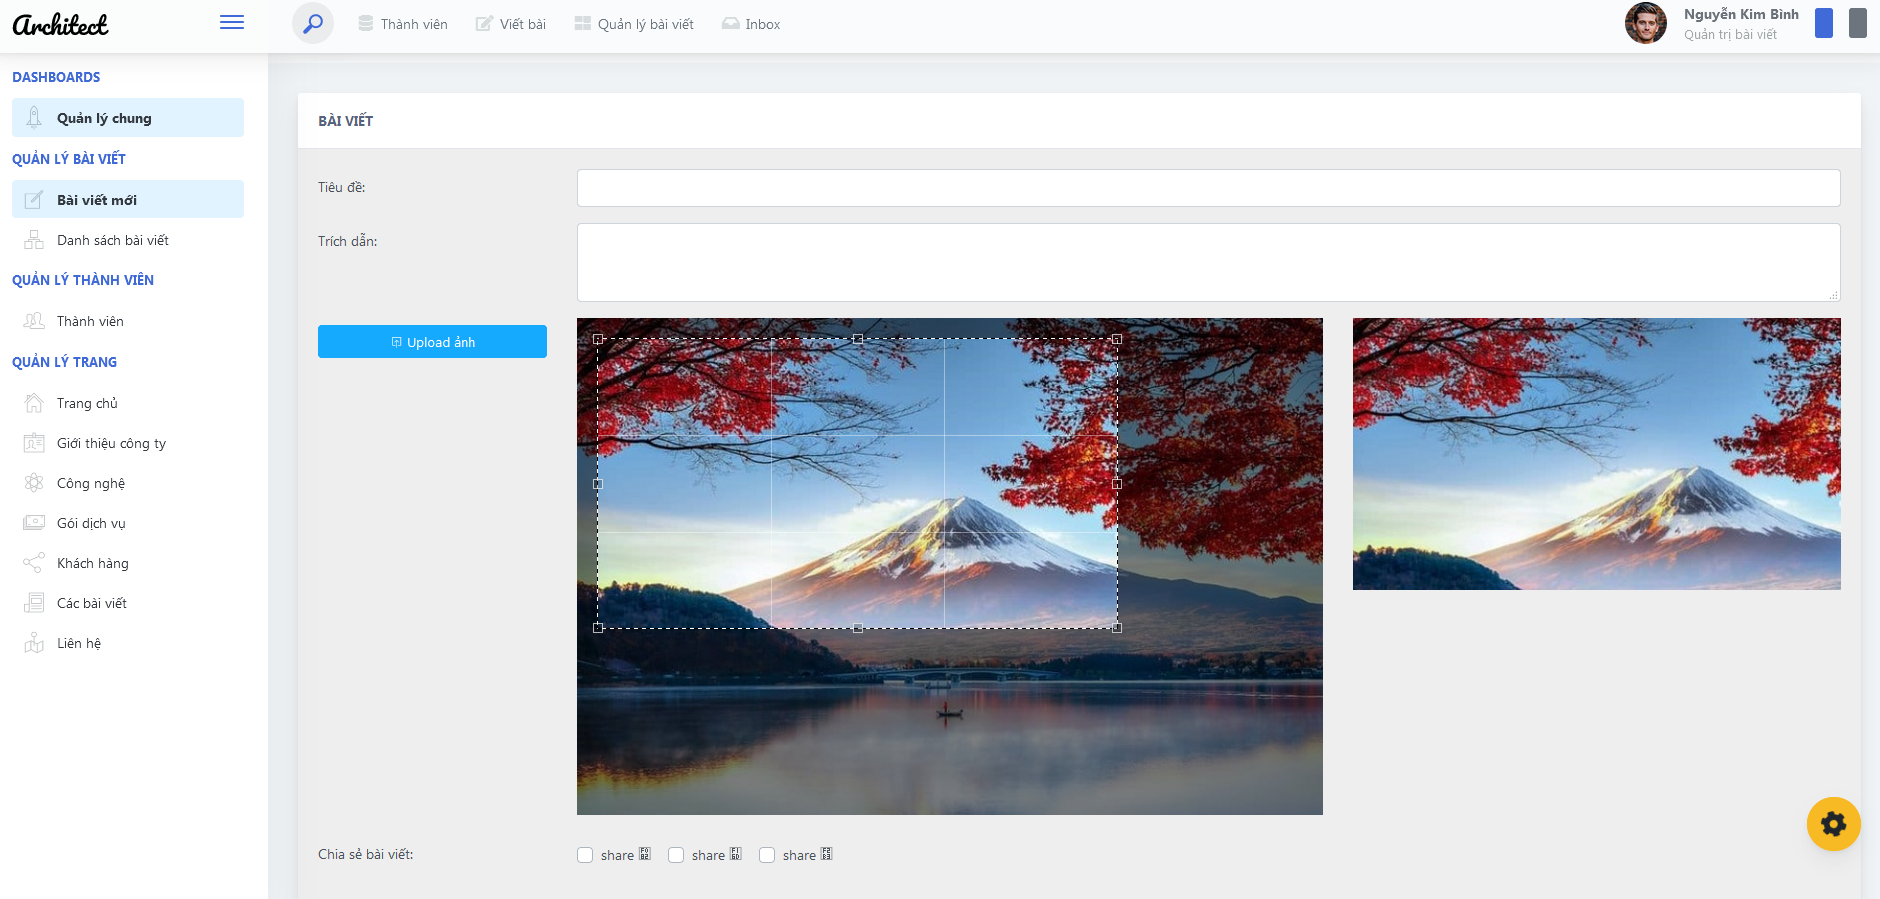 Architect
Thành viên
Viết bài
Quản lý bài viết
Inbox
Nguyễn Kim Bình
Quản trị bài viết
DASHBOARDS
Quản lý chung
QUẢN LÝ BÀI VIẾT
Bài viết mới
Danh sách bài viết
QUẢN LÝ THÀNH VIÊN
Thành viên
QUẢN LÝ TRANG
Trang chủ
Giới thiệu công ty
Công nghệ
Gói dịch vụ
Khách hàng
Các bài viết
Liên hệ
BÀI VIẾT
Tiêu đề:
Trích dẫn:
Upload ảnh
Chia sẻ bài viết:
share
share
share